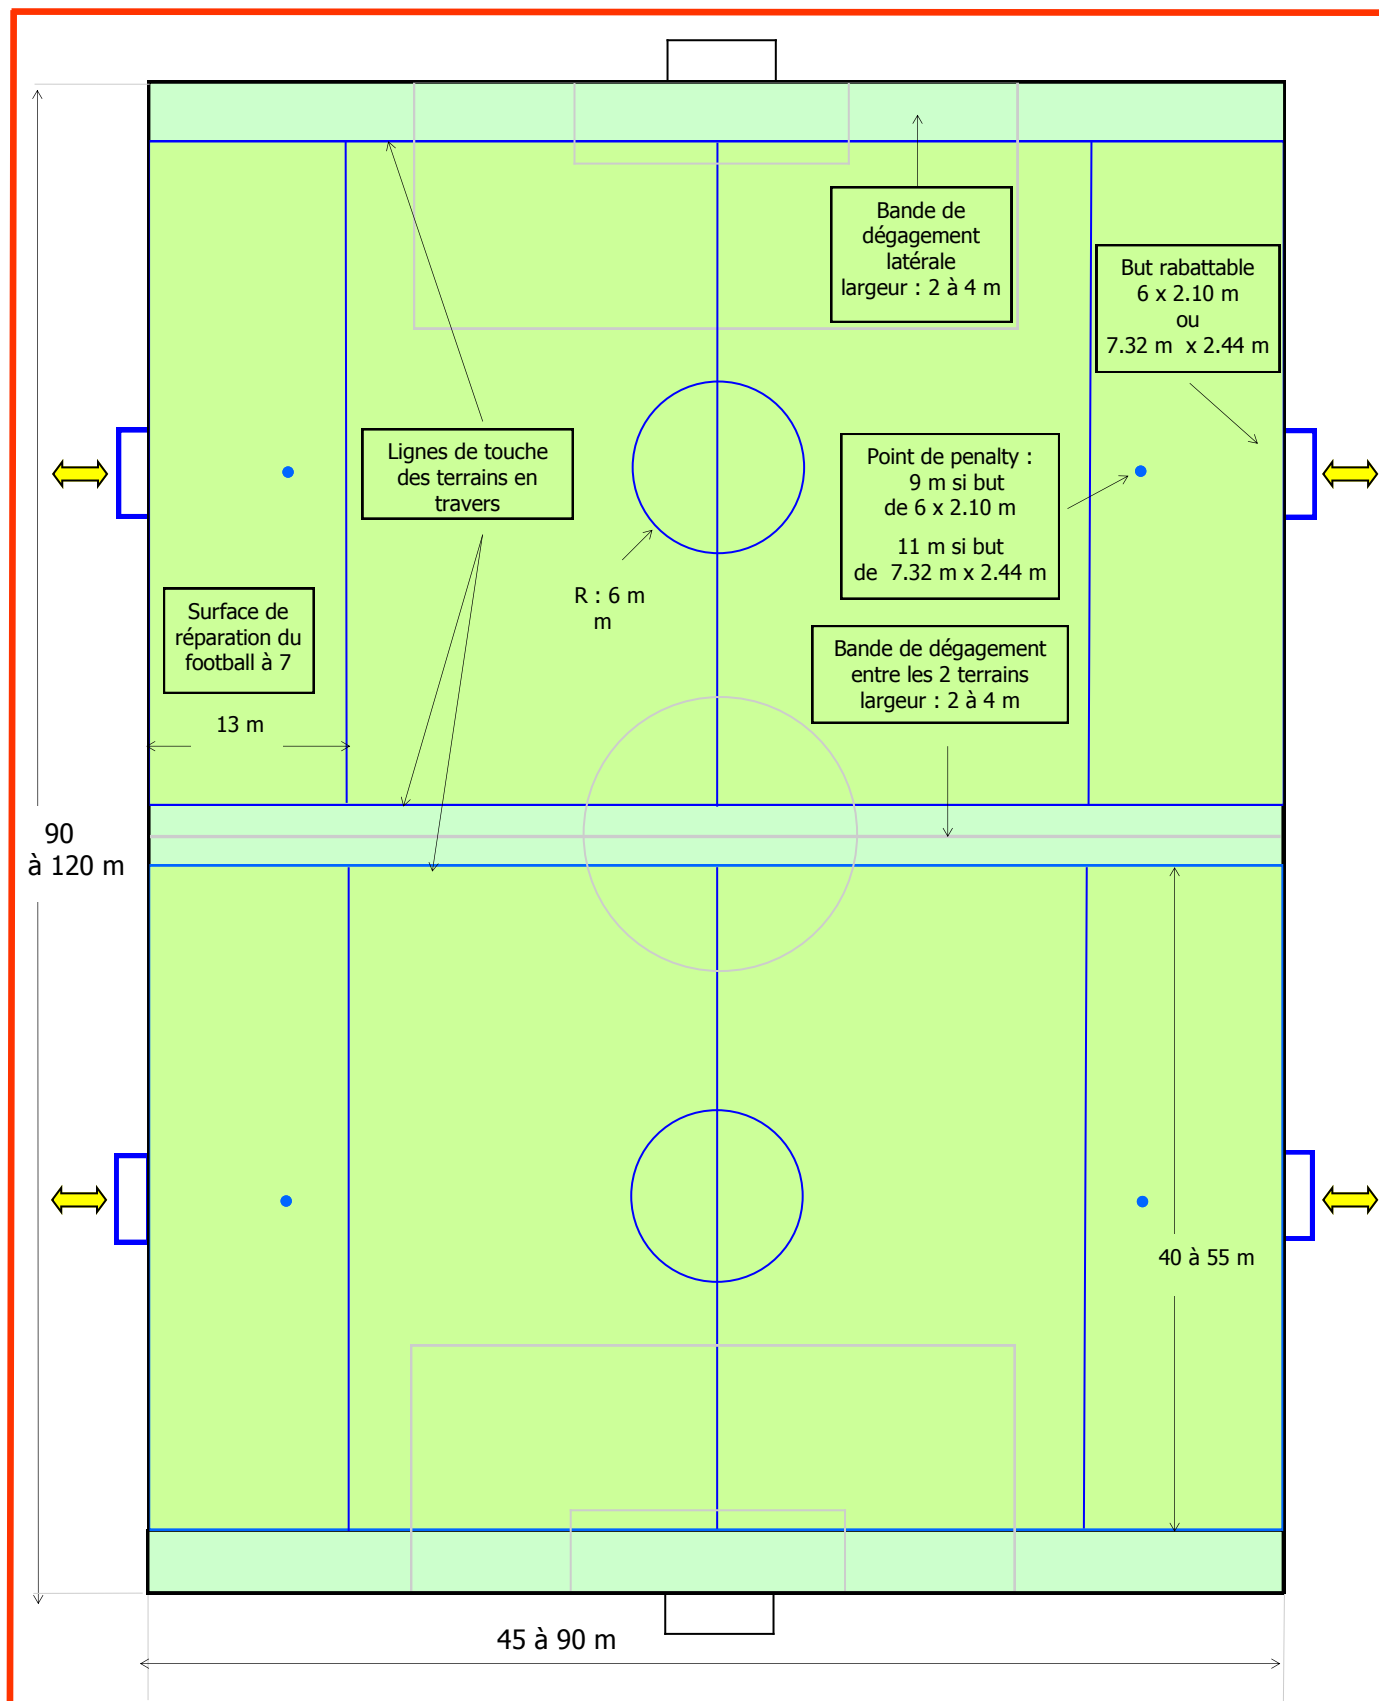 Bande de
dégagement
latérale
largeur : 2 à 4 m
But rabattable
6 x 2.10 m
ou
7.32 m x 2.44 m
Lignes de touche
des terrains en
travers
Point de penalty :
9 m si but
de 6 x 2.10 m
11 m si but
de 7.32 m x 2.44 m
R : 6 m
m
Surface de
réparation du
football à 7
Bande de dégagement
entre les 2 terrains
largeur : 2 à 4 m
13 m
90
à 120 m
40 à 55 m
45 à 90 m